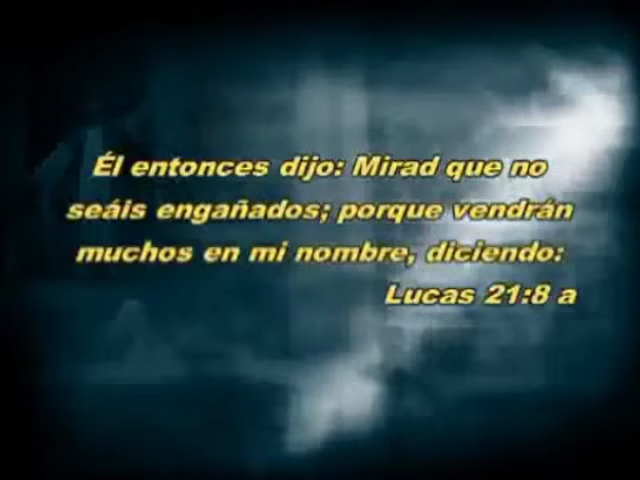 Él entonces dijo: Mirad que no
seáis engañados; porque vendrán
muchos en mi nombre, diciendo:
Lucas 21:8 a